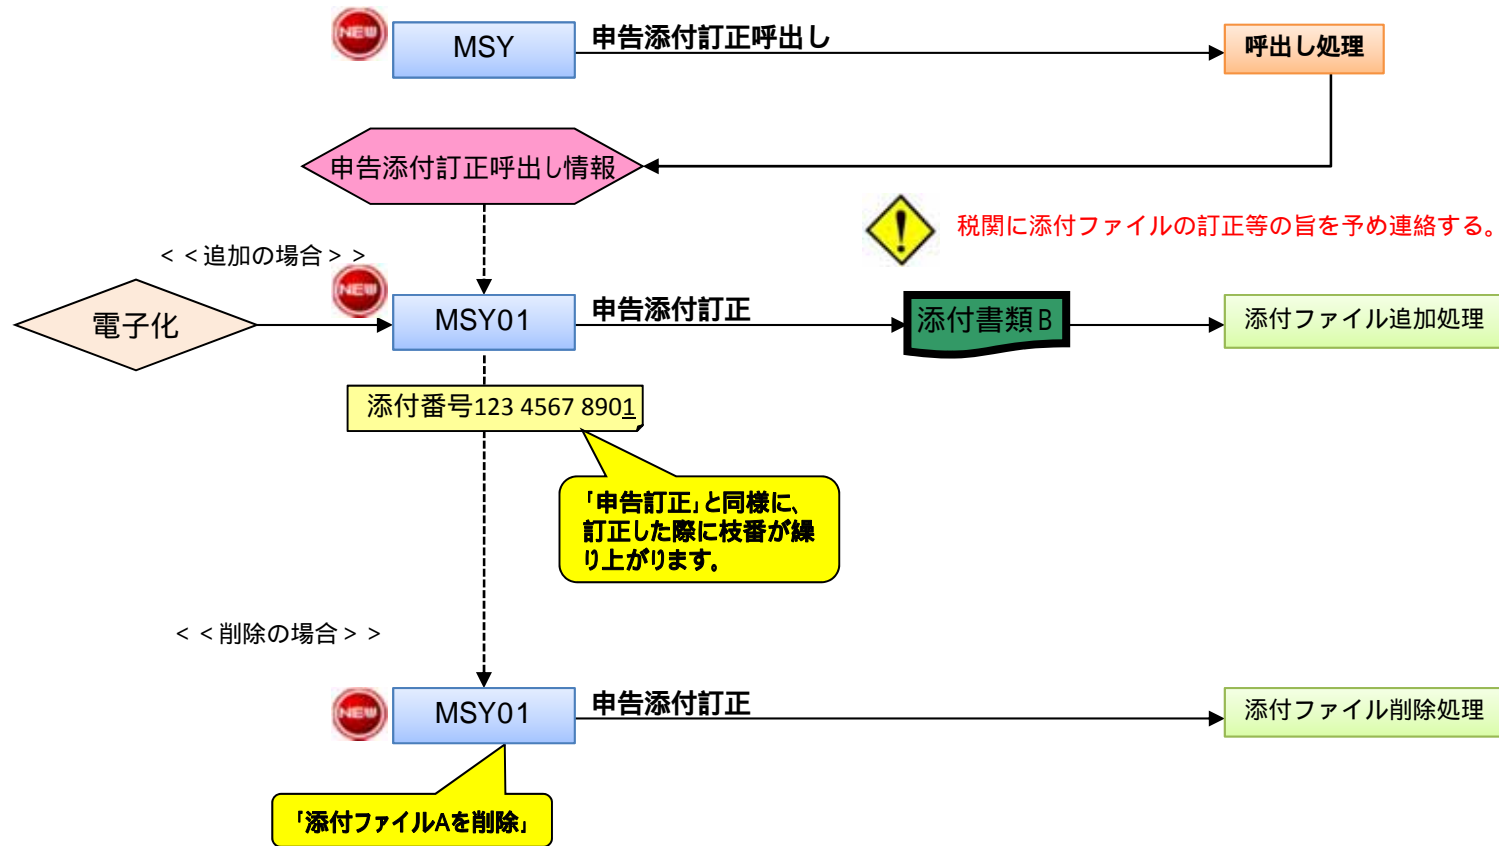 NEW
MSY
申告添付訂正呼出し
呼出し処理
申告添付訂正呼出し情報
税関に添付ファイルの訂正等の旨を予め連絡する。
<<追加の場合>>
NEW
電子化
MSY01
申告添付訂正
添付書類B
添付ファイル追加処理
添付番号123 4567 8901
「申告訂正」と同様に、
訂正した際に枝番が繰
り上がります。
<<削除の場合>>
NEW
MSY01
申告添付訂正
添付ファイル削除処理
「添付ファイルAを削除」